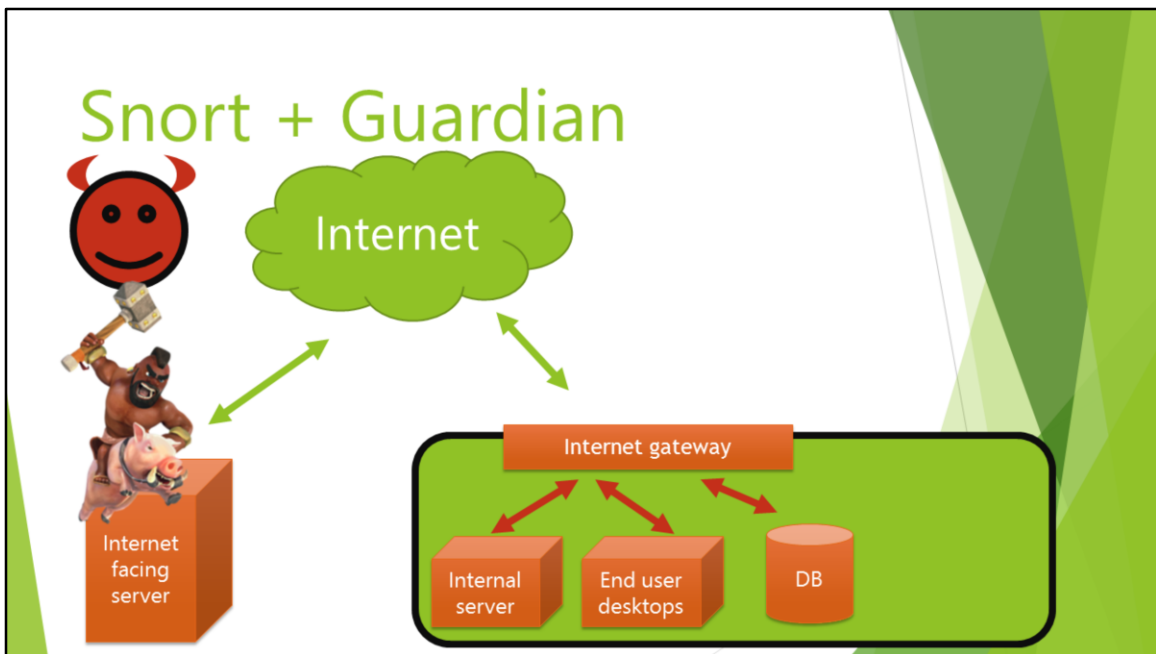 Snort + Guardian
Internet
Internet gateway
Internet
facing
server
Internal
server
End user
desktops
DB